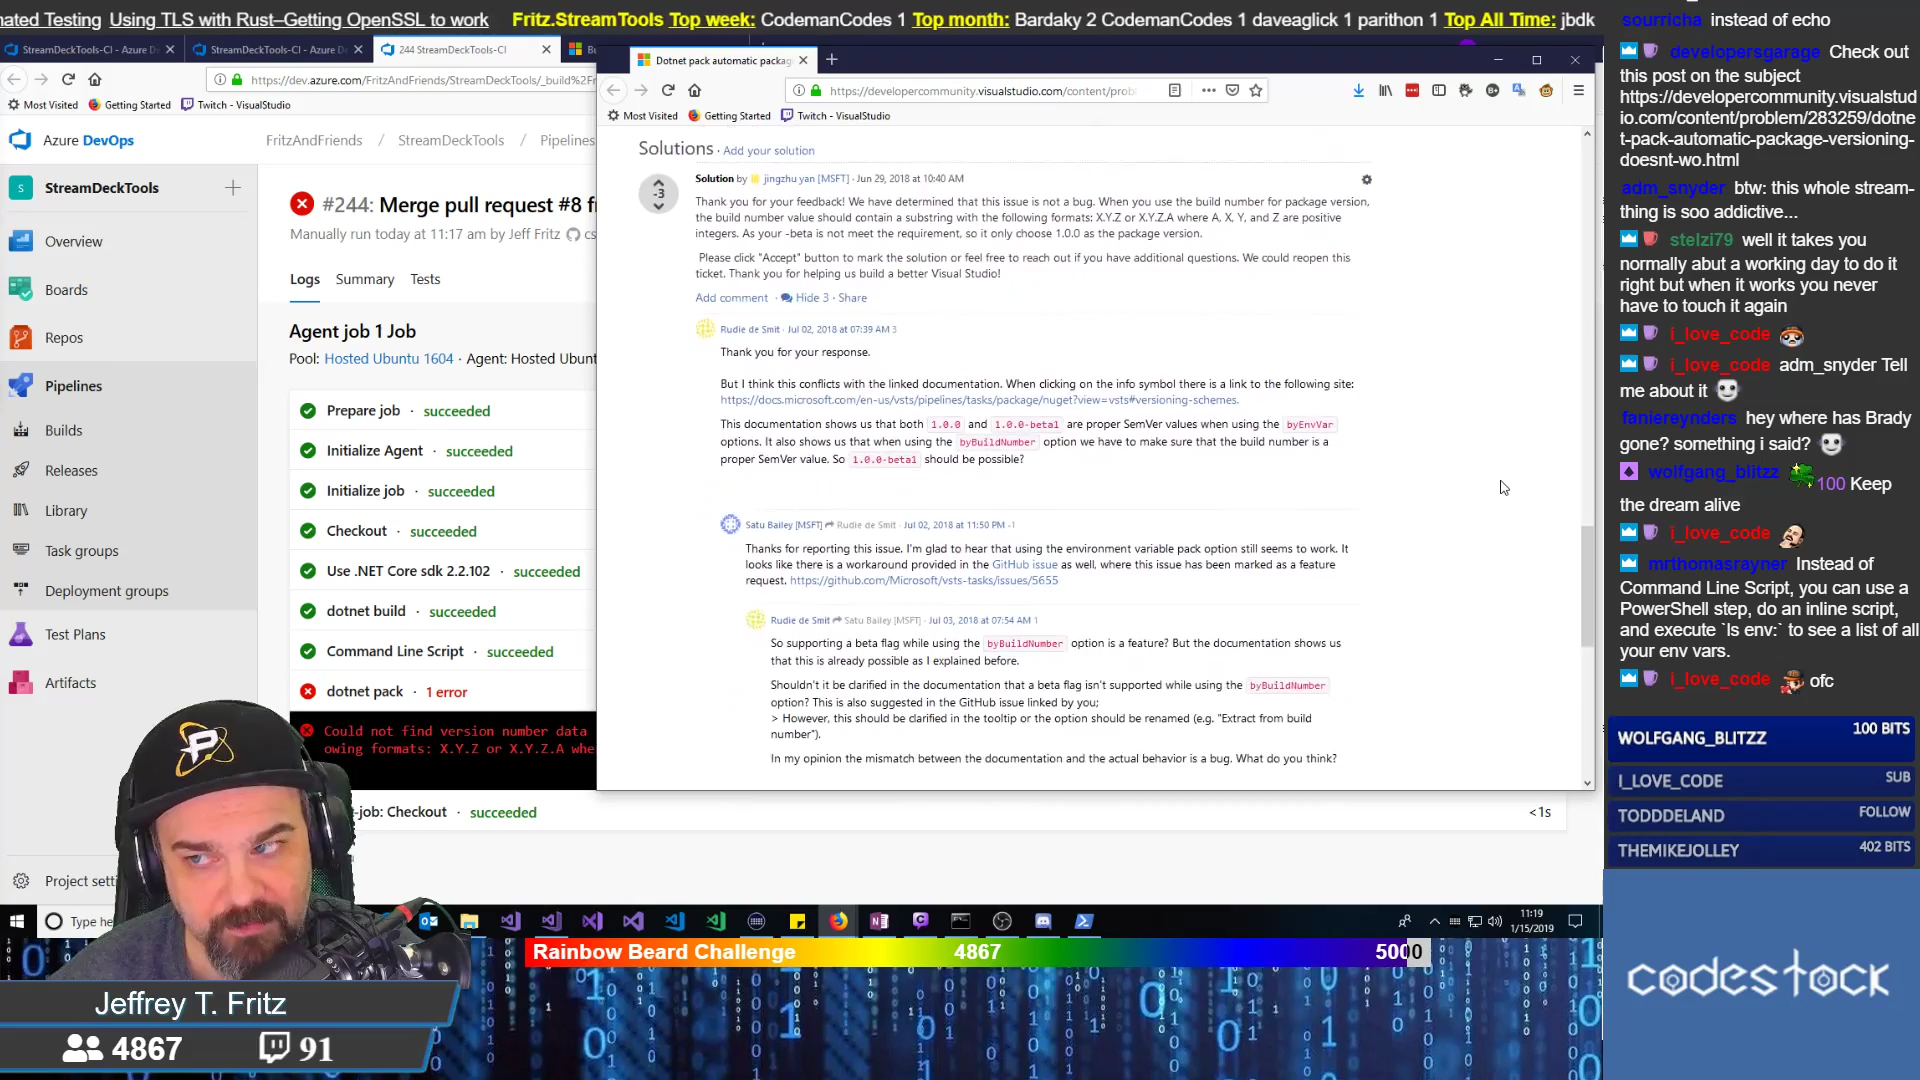 nated Testing Using TLS with Rust–Getting OpenSSL to work Fritz.StreamTools Top week: CodemanCodes 1 Top month: Bardaky 2 CodemanCodes 1 daveaglick 1 parithon 1 Top All Time: jbdk
StreamDeckTools-CI - Azure D
StreamDeckTools-CI - Azure D
244 StreamDeckTools-CI
https://dev.azure.com/FritzAndFriends/StreamDeckTools/_build
Most Visited Getting Started Twitch - VisualStudio
Azure DevOps
FritzAndFriends / StreamDeckTools / Pipelines
S StreamDeckTools
Overview
Boards
Repos
Pipelines
Builds
Releases
Library
Task groups
Deployment groups
Test Plans
Artifacts
Project sett
#244: Merge pull request #8 f
Manually run today at 11:17 am by Jeff Fritz cs
Logs Summary Tests
Agent job 1 Job
Pool: Hosted Ubuntu 1604 · Agent: Hosted Ubunt
Prepare job · succeeded
Initialize Agent · succeeded
Initialize job · succeeded
Checkout · succeeded
Use .NET Core sdk 2.2.102 · succeeded
dotnet build · succeeded
Command Line Script · succeeded
dotnet pack · 1 error
Could not find version number data
owing formats: X.Y.Z or X.Y.Z.A whe
-job: Checkout · succeeded <1s
Dotnet pack automatic packag
https://developercommunity.visualstudio.com/content/prob
Most Visited Getting Started Twitch - VisualStudio
Solutions · Add your solution
-3
Solution by jingzhu yan [MSFT] · Jun 29, 2018 at 10:40 AM
Thank you for your feedback! We have determined that this issue is not a bug. When you use the build number for package version,
the build number value should contain a substring with the following formats: X.Y.Z or X.Y.Z.A where A, X, Y, and Z are positive
integers. As your -beta is not meet the requirement, so it only choose 1.0.0 as the package version.
Please click "Accept" button to mark the solution or feel free to reach out if you have additional questions. We could reopen this
ticket. Thank you for helping us build a better Visual Studio!
Add comment · Hide 3 · Share
Rudie de Smit · Jul 02, 2018 at 07:39 AM 3
Thank you for your response.
But I think this conflicts with the linked documentation. When clicking on the info symbol there is a link to the following site:
https://docs.microsoft.com/en-us/vsts/pipelines/tasks/package/nuget?view=vsts#versioning-schemes.
This documentation shows us that both 1.0.0 and 1.0.0-beta1 are proper SemVer values when using the byEnvVar
options. It also shows us that when using the byBuildNumber option we have to make sure that the build number is a
proper SemVer value. So 1.0.0-beta1 should be possible?
Satu Bailey [MSFT] Rudie de Smit · Jul 02, 2018 at 11:50 PM -1
Thanks for reporting this issue. I'm glad to hear that using the environment variable pack option still seems to work. It
looks like there is a workaround provided in the GitHub issue as well, where this issue has been marked as a feature
request. https://github.com/Microsoft/vsts-tasks/issues/5655
Rudie de Smit Satu Bailey [MSFT] · Jul 03, 2018 at 07:54 AM 1
So supporting a beta flag while using the byBuildNumber option is a feature? But the documentation shows us
that this is already possible as I explained before.
Shouldn't it be clarified in the documentation that a beta flag isn't supported while using the byBuildNumber
option? This is also suggested in the GitHub issue linked by you;
> However, this should be clarified in the tooltip or the option should be renamed (e.g. "Extract from build
number").
In my opinion the mismatch between the documentation and the actual behavior is a bug. What do you think?
sourricha instead of echo
developersgarage Check out
this post on the subject
https://developercommunity.visualstud
io.com/content/problem/283259/dotne
t-pack-automatic-package-versioning-
doesnt-wo.html
adm_snyder btw: this whole stream-
thing is soo addictive...
stelzi79 well it takes you
normally abut a working day to do it
right but when it works you never
have to touch it again
i_love_code
i_love_code adm_snyder Tell
me about it
faniereynders hey where has Brady
gone? something i said?
wolfgang_blitzz 100 Keep
the dream alive
i_love_code
mrthomasrayner Instead of
Command Line Script, you can use a
PowerShell step, do an inline script,
and execute `ls env:` to see a list of all
your env vars.
i_love_code ofc
WOLFGANG_BLITZZ 100 BITS
I_LOVE_CODE SUB
TODDDELAND FOLLOW
THEMIKEJOLLEY 402 BITS
codestock
Type he
11:19
1/15/2019
Rainbow Beard Challenge 4867 5000
P
Jeffrey T. Fritz
4867 91